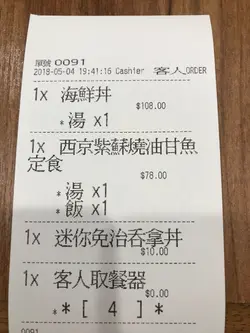 單號 0091
2018-05-04 19:41:16 Cashier 客人ORDER
1x 海鮮丼
$108.00
*湯 x1
1x 西京紫蘇燒油甘魚
定食
$78.00
*湯 x1
*飯 x1
1x 迷你免治吞拿丼
$10.00
1x 客人取餐器
$0.00
**[ 4 ]*
0091